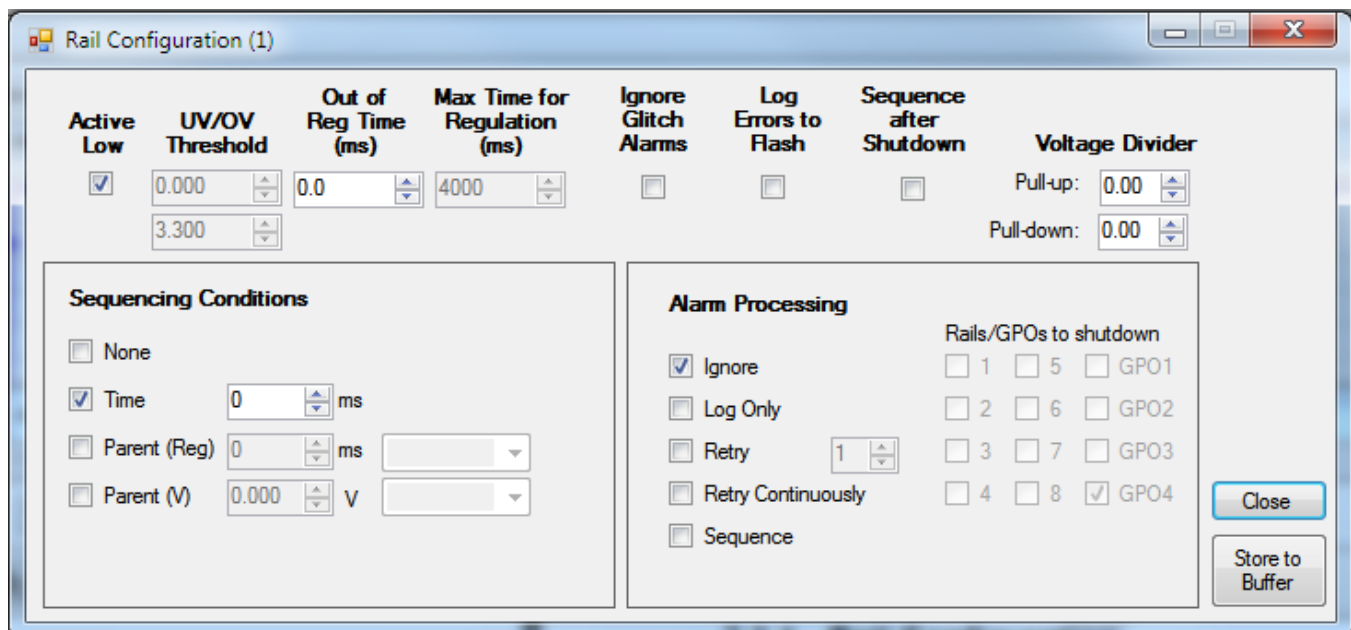 Rail Configuration (1)
Active
Low
UV/OV
Threshold
Out of
Reg Time
(ms)
Max Time for
Regulation
(ms)
Ignore
Glitch
Alarms
Log
Errors to
Flash
Sequence
after
Shutdown
Voltage Divider
0.000
0.0
4000
Pull-up: 0.00
3.300
Pull-down: 0.00
Sequencing Conditions
None
Time 0 ms
Parent (Reg) 0 ms
Parent (V) 0.000 V
Alarm Processing
Rails/GPOs to shutdown
Ignore 1 5 GPO1
Log Only 2 6 GPO2
Retry 1 3 7 GPO3
Retry Continuously 4 8 GPO4
Sequence
Close
Store to
Buffer